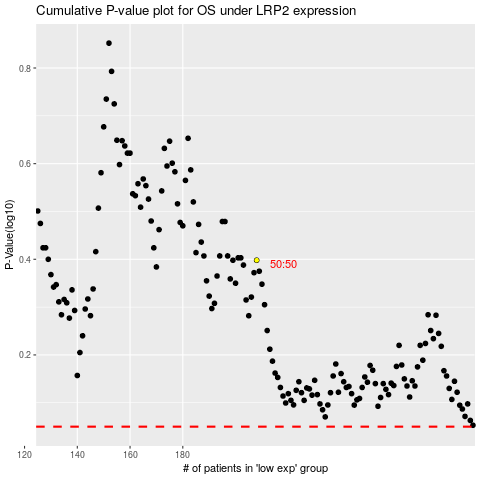 Cumulative P-value plot for OS under LRP2 expression
P-Value(log10)
0.8
0.6
0.4
0.2
50:50
120 140 160 180
# of patients in 'low exp' group